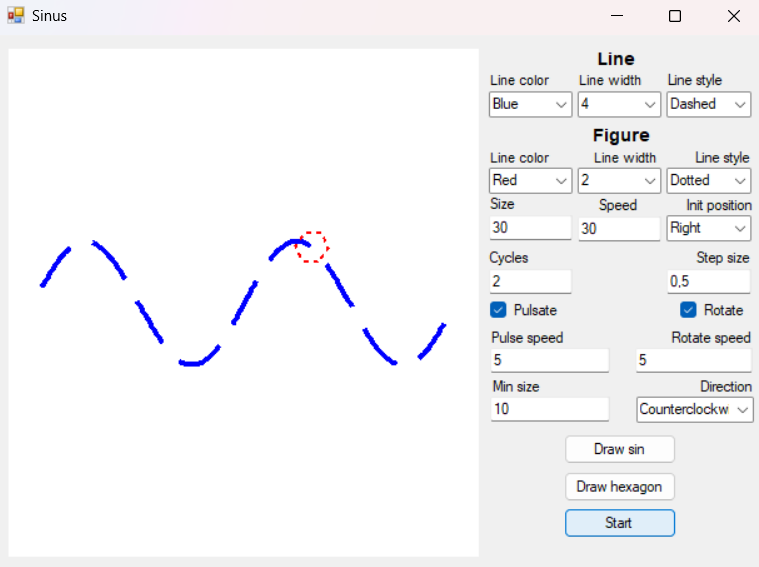 Sinus
Line
Line color Line width Line style
Blue 4 Dashed
Figure
Line color Line width Line style
Red 2 Dotted
Size Speed Init position
30 30 Right
Cycles Step size
2 0,5
Pulsate Rotate
Pulse speed Rotate speed
5 5
Min size Direction
10 Counterclockw
Draw sin
Draw hexagon
Start